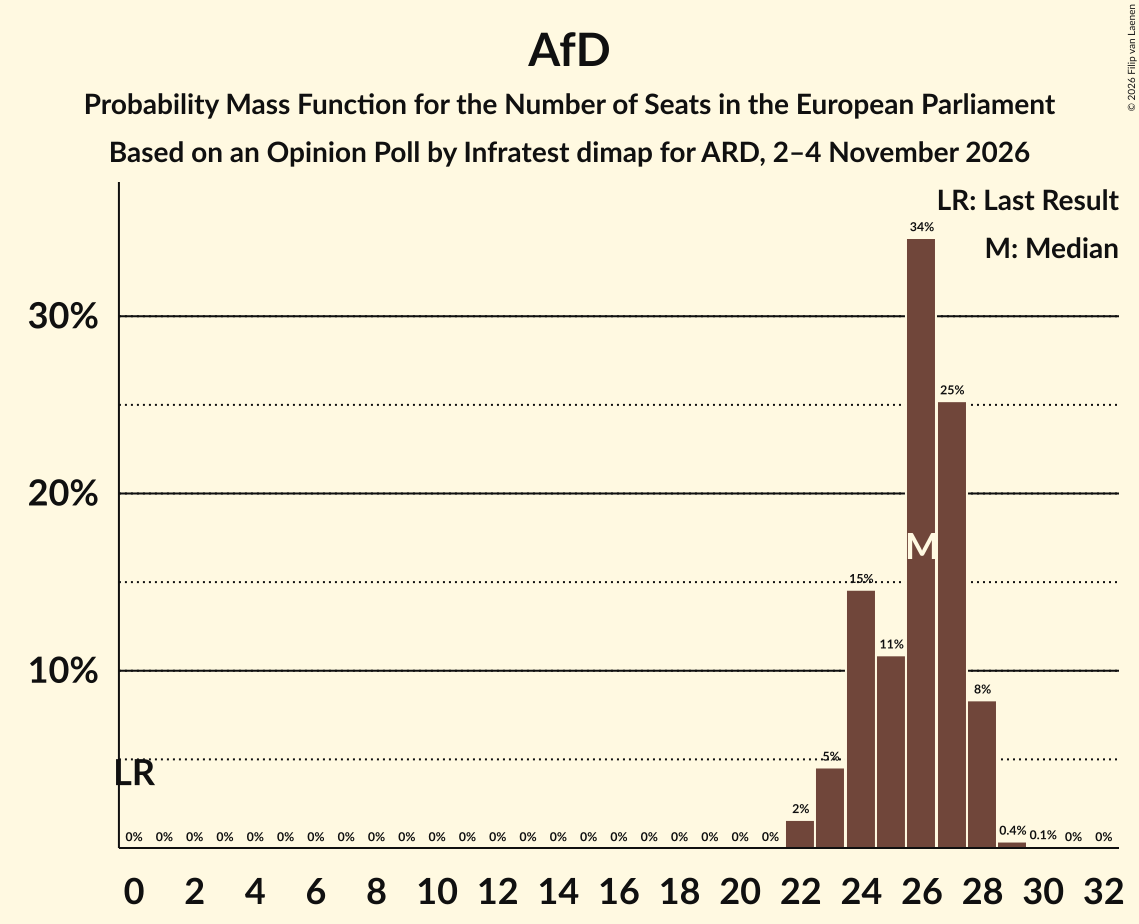 AfD
Probability Mass Function for the Number of Seats in the European Parliament
Based on an Opinion Poll by Infratest dimap for ARD, 2–4 November 2026
© 2026 Filip van Laenen
LR: Last Result
M: Median
34%
30%
25%
20%
M
15%
11%
10%
8%
5%
LR
2%
0% 0% 0% 0% 0% 0% 0% 0% 0% 0% 0% 0% 0% 0% 0% 0% 0% 0% 0% 0% 0% 0% 0.4% 0.1% 0% 0%
0 2 4 6 8 10 12 14 16 18 20 22 24 26 28 30 32